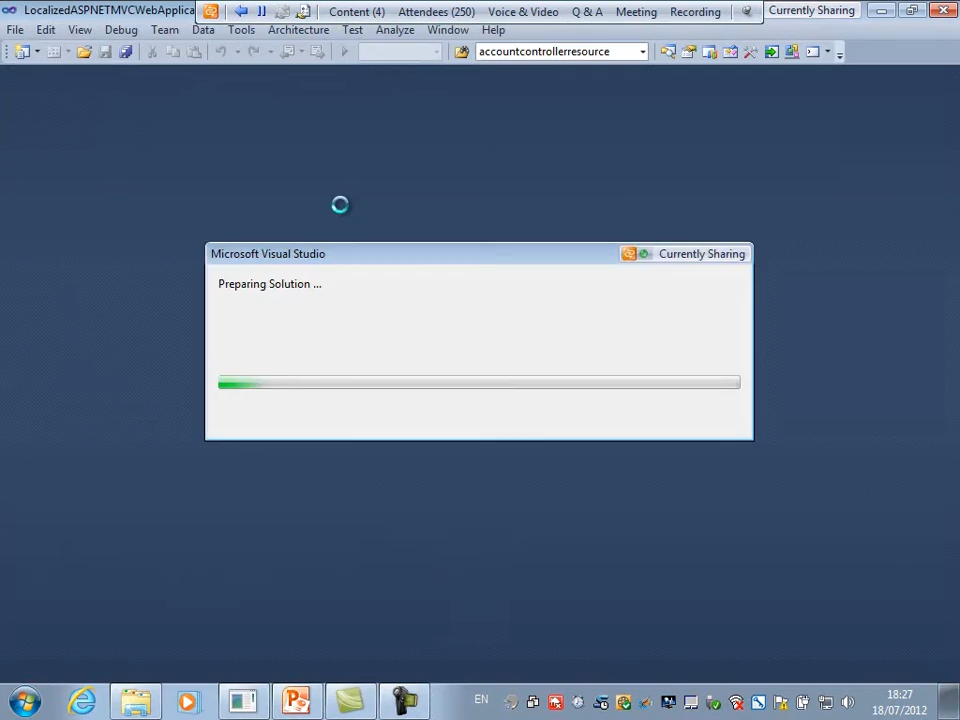 LocalizedASPNETMVCWebApplica
Content (4) Attendees (250) Voice & Video Q & A Meeting Recording Currently Sharing
File Edit View Debug Team Data Tools Architecture Test Analyze Window Help
accountcontrollerresource
Microsoft Visual Studio Currently Sharing
Preparing Solution ...
EN 18:27
18/07/2012